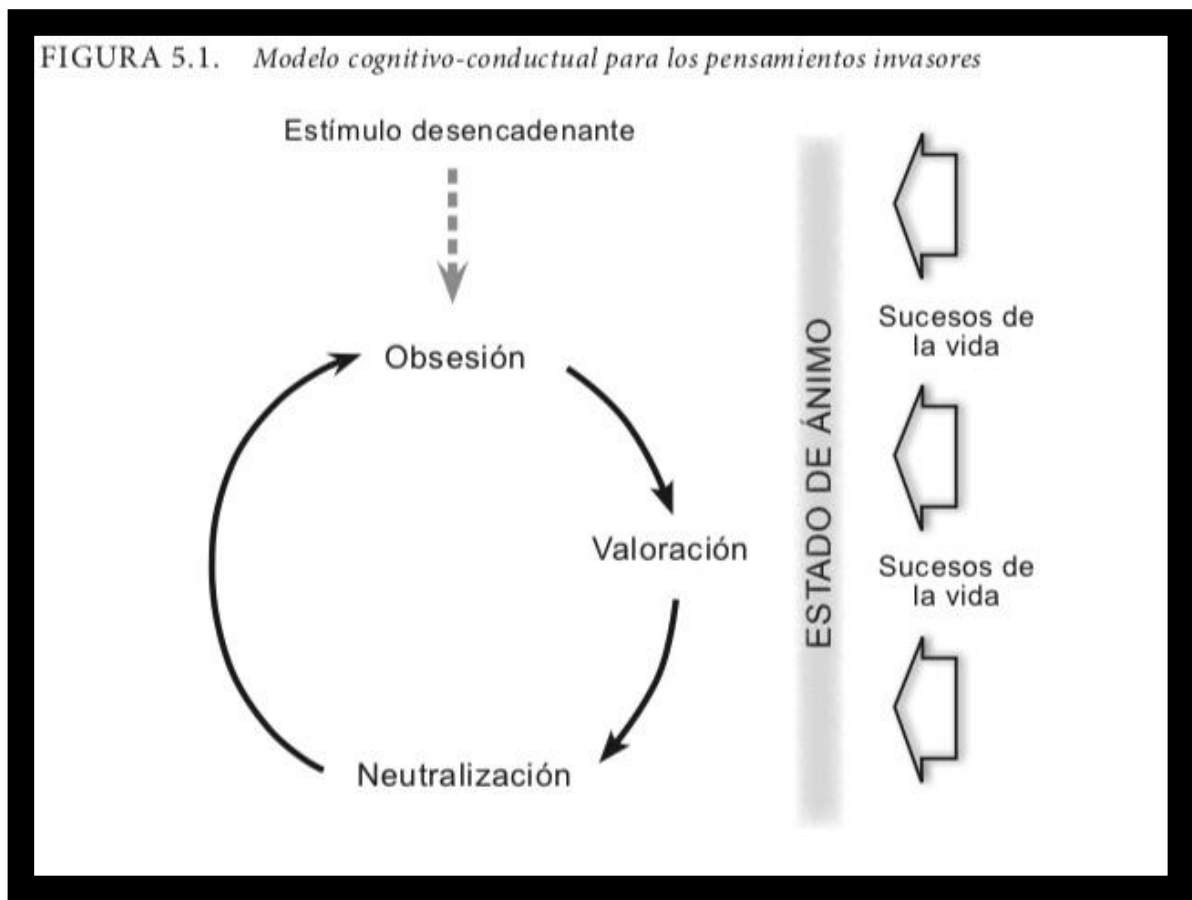 FIGURA 5.1. Modelo cognitivo-conductual para los pensamientos invasores
Estímulo desencadenante
Obsesión
Valoración
Neutralización
ESTADO DE ÁNIMO
Sucesos de
la vida
Sucesos de
la vida